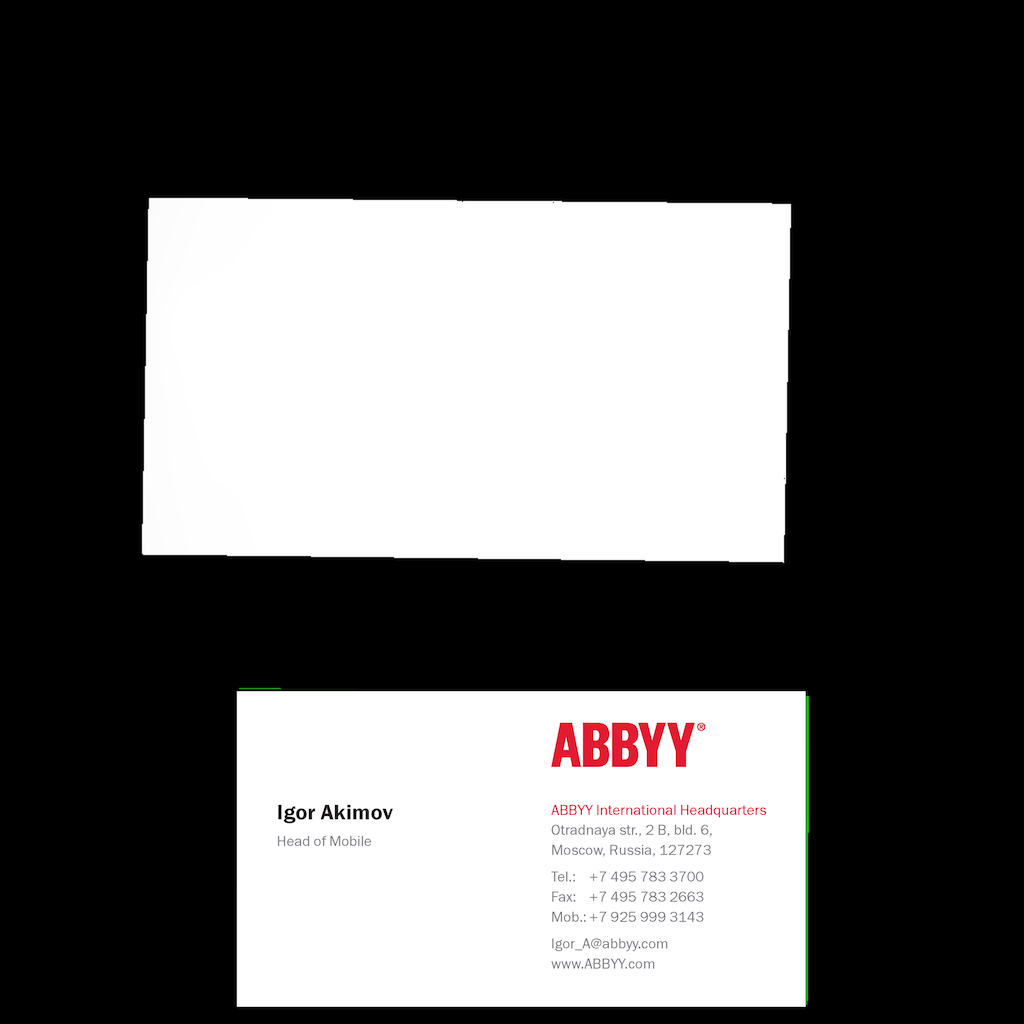 ABBYY®
Igor Akimov
Head of Mobile
ABBYY International Headquarters
Otradnaya str., 2 B, bld. 6,
Moscow, Russia, 127273
Tel.: +7 495 783 3700
Fax: +7 495 783 2663
Mob.: +7 925 999 3143
Igor_A@abbyy.com
www.ABBYY.com